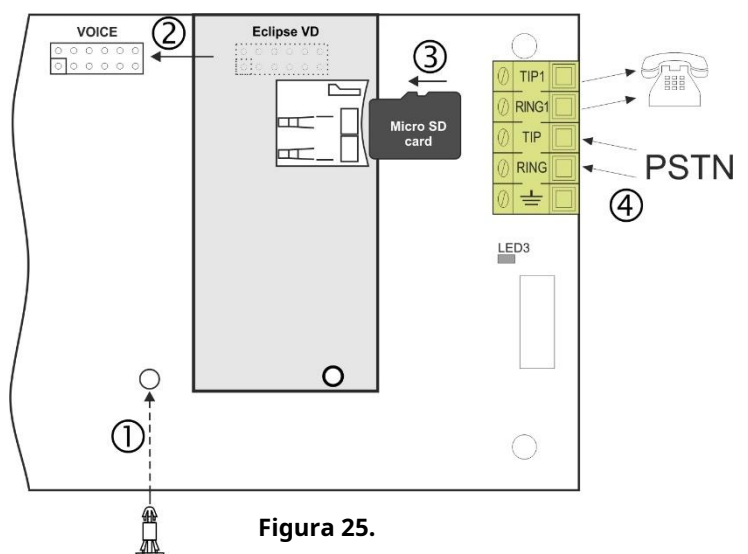 VOICE
②
Eclipse VD
③
Micro SD
card
TIP1
RING1
TIP
RING
PSTN
④
LED3
①
Figura 25.